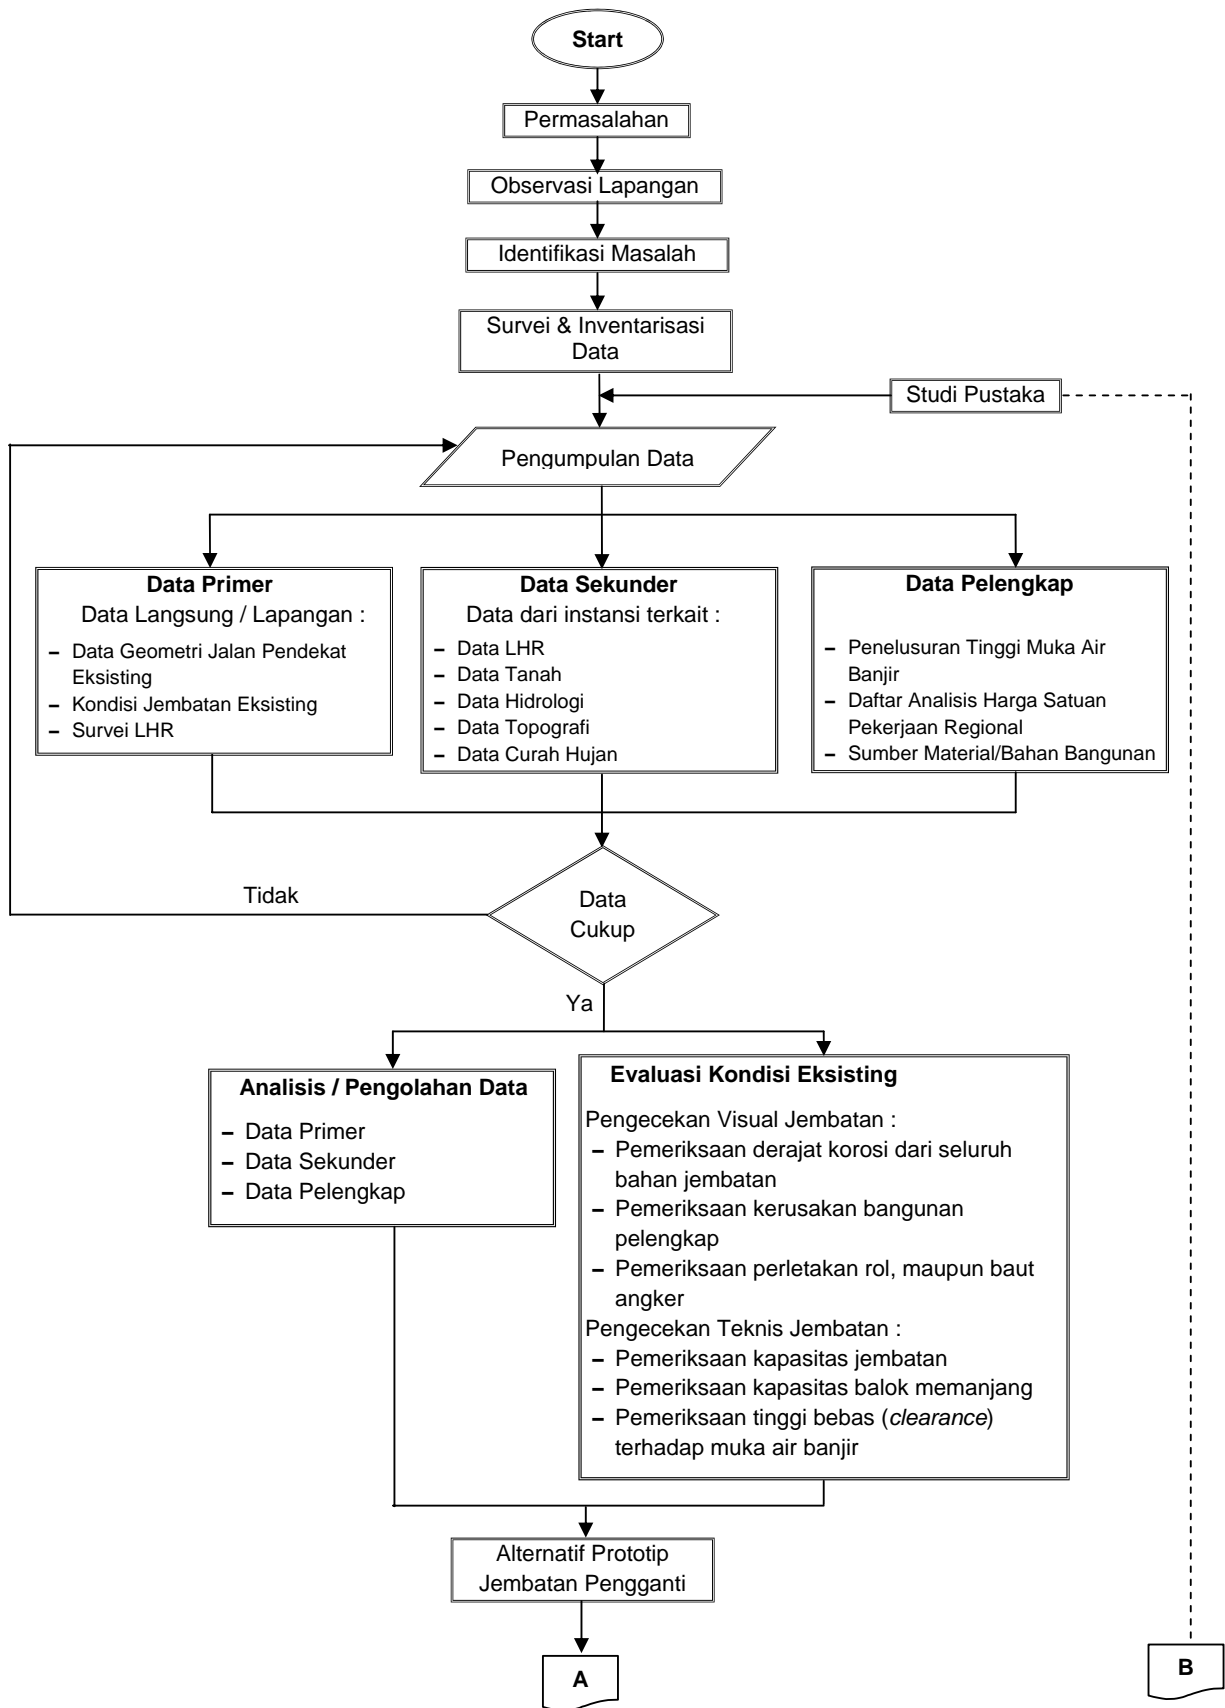 Start
Permasalahan
Observasi Lapangan
Identifikasi Masalah
Survei & Inventarisasi
Data
Studi Pustaka
Pengumpulan Data
Data Primer
Data Langsung / Lapangan :
– Data Geometri Jalan Pendekat
Eksisting
– Kondisi Jembatan Eksisting
– Survei LHR
Data Sekunder
Data dari instansi terkait :
– Data LHR
– Data Tanah
– Data Hidrologi
– Data Topografi
– Data Curah Hujan
Data Pelengkap
– Penelusuran Tinggi Muka Air
Banjir
– Daftar Analisis Harga Satuan
Pekerjaan Regional
– Sumber Material/Bahan Bangunan
Tidak
Data
Cukup
Ya
Analisis / Pengolahan Data
– Data Primer
– Data Sekunder
– Data Pelengkap
Evaluasi Kondisi Eksisting
Pengecekan Visual Jembatan :
– Pemeriksaan derajat korosi dari seluruh
bahan jembatan
– Pemeriksaan kerusakan bangunan
pelengkap
– Pemeriksaan perletakan rol, maupun baut
angker
Pengecekan Teknis Jembatan :
– Pemeriksaan kapasitas jembatan
– Pemeriksaan kapasitas balok memanjang
– Pemeriksaan tinggi bebas (clearance)
terhadap muka air banjir
Alternatif Prototip
Jembatan Pengganti
A
B